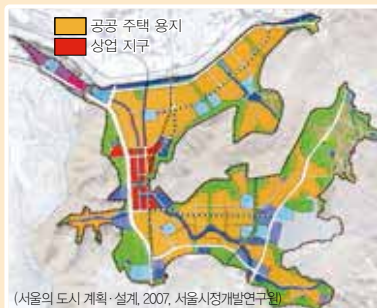 공공 주택 용지
상업 지구
(서울의 도시 계획·설계, 2007, 서울시정개발연구원)